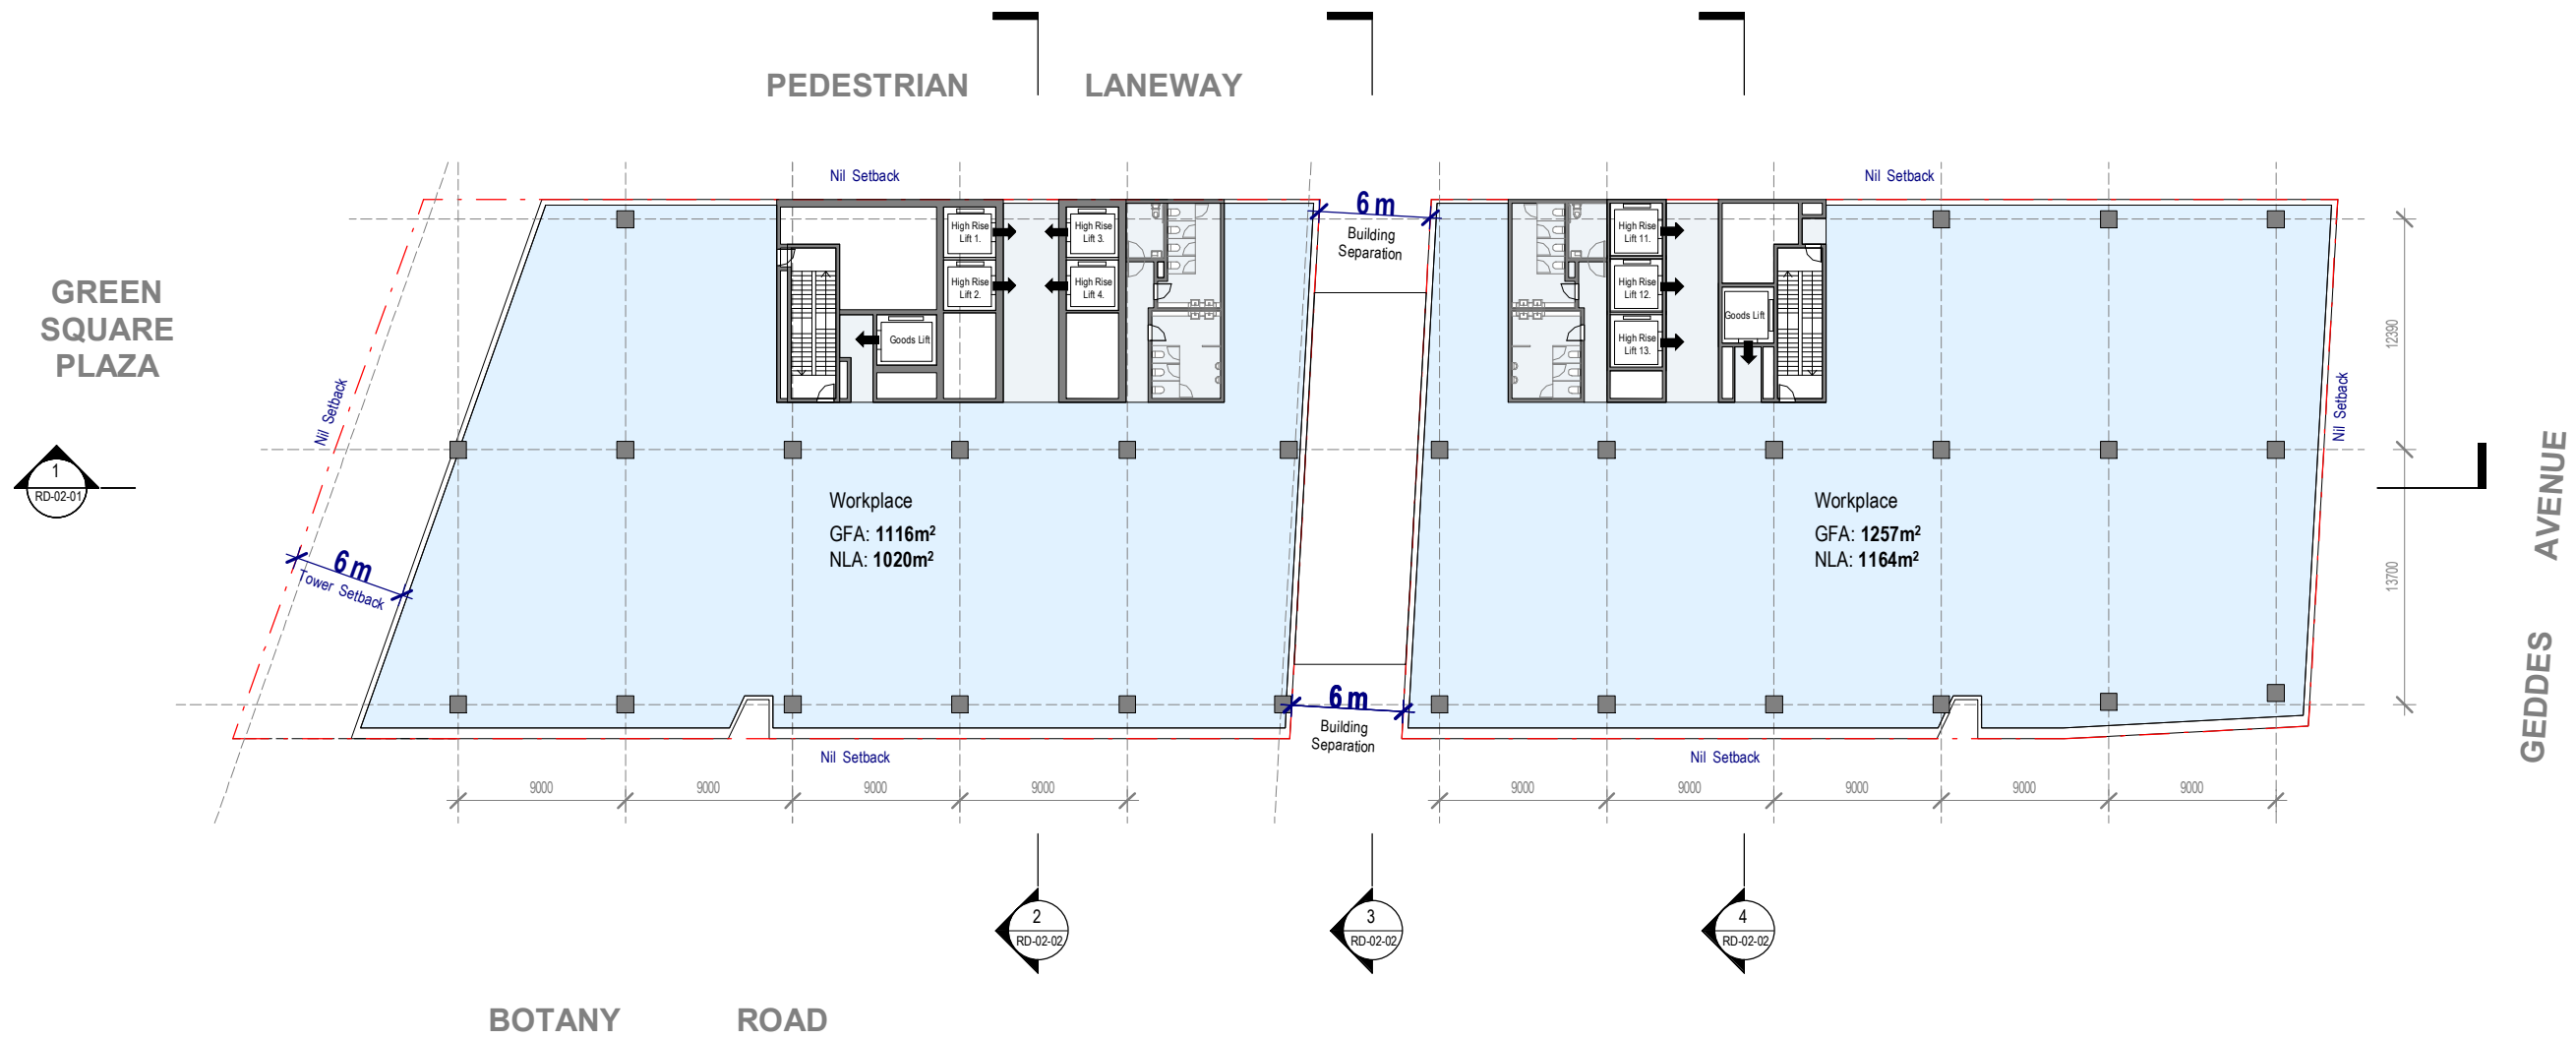 PEDESTRIAN LANEWAY
Nil Setback
Nil Setback
6 m
Building
Separation
High Rise
Lift 1.
High Rise
Lift 3.
High Rise
Lift 2.
High Rise
Lift 4.
Goods Lift
High Rise
Lift 11.
High Rise
Lift 12.
High Rise
Lift 13.
Goods Lift
GREEN
SQUARE
PLAZA
Nil Setback
12390
Nil Setback
1
RD-02-01
Workplace
GFA: 1116m²
NLA: 1020m²
Workplace
GFA: 1257m²
NLA: 1164m²
6 m
Tower Setback
13700
GEDDES AVENUE
6 m
Building
Separation
Nil Setback
Nil Setback
9000
9000
9000
9000
9000
9000
9000
9000
9000
2
RD-02-02
3
RD-02-02
4
RD-02-02
BOTANY ROAD